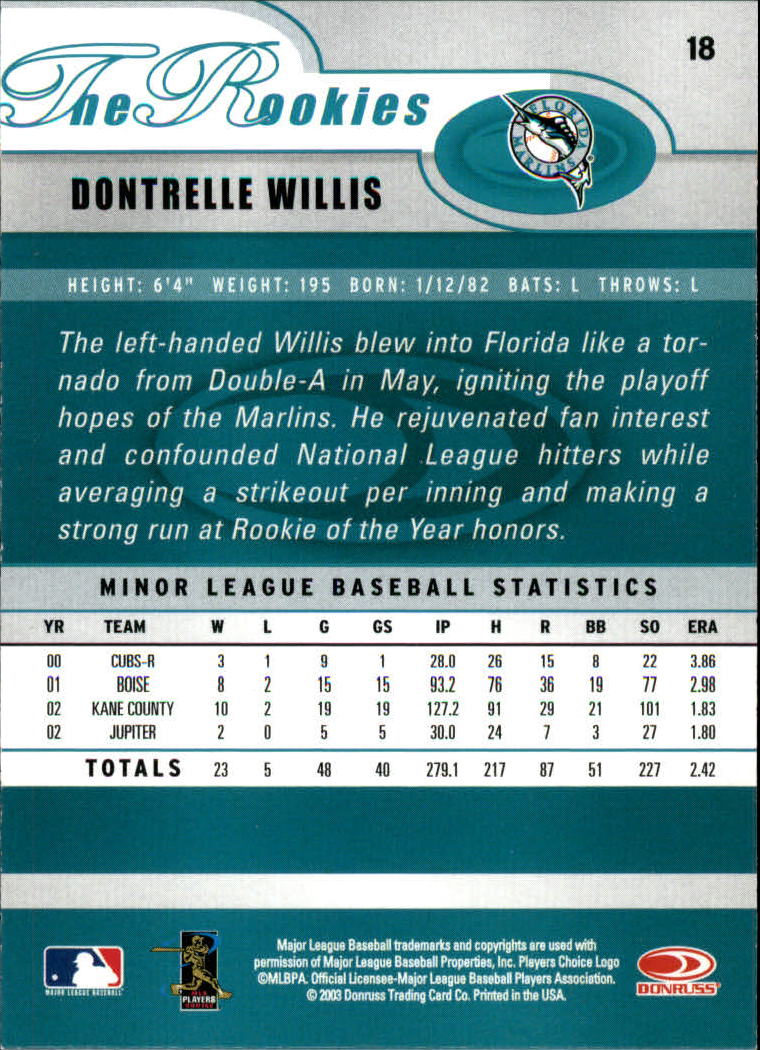 18
The Rookies
FLORIDA
MARLINS
DONTRELLE WILLIS
HEIGHT: 6'4" WEIGHT: 195 BORN: 1/12/82 BATS: L THROWS: L
The left-handed Willis blew into Florida like a tor-
nado from Double-A in May, igniting the playoff
hopes of the Marlins. He rejuvenated fan interest
and confounded National League hitters while
averaging a strikeout per inning and making a
strong run at Rookie of the Year honors.
MINOR LEAGUE BASEBALL STATISTICS
YR TEAM W L G GS IP H R BB SO ERA
00 CUBS-R 3 1 9 1 28.0 26 15 8 22 3.86
01 BOISE 8 2 15 15 93.2 76 36 19 77 2.98
02 KANE COUNTY 10 2 19 19 127.2 91 29 21 101 1.83
02 JUPITER 2 0 5 5 30.0 24 7 3 27 1.80
TOTALS 23 5 48 40 279.1 217 87 51 227 2.42
Major League Baseball trademarks and copyrights are used with
permission of Major League Baseball Properties, Inc. Players Choice Logo
©MLBPA. Official Licensee-Major League Baseball Players Association.
© 2003 Donruss Trading Card Co. Printed in the USA.
MAJOR LEAGUE BASEBALL
PLAYERS
CHOICE
DONRUSS